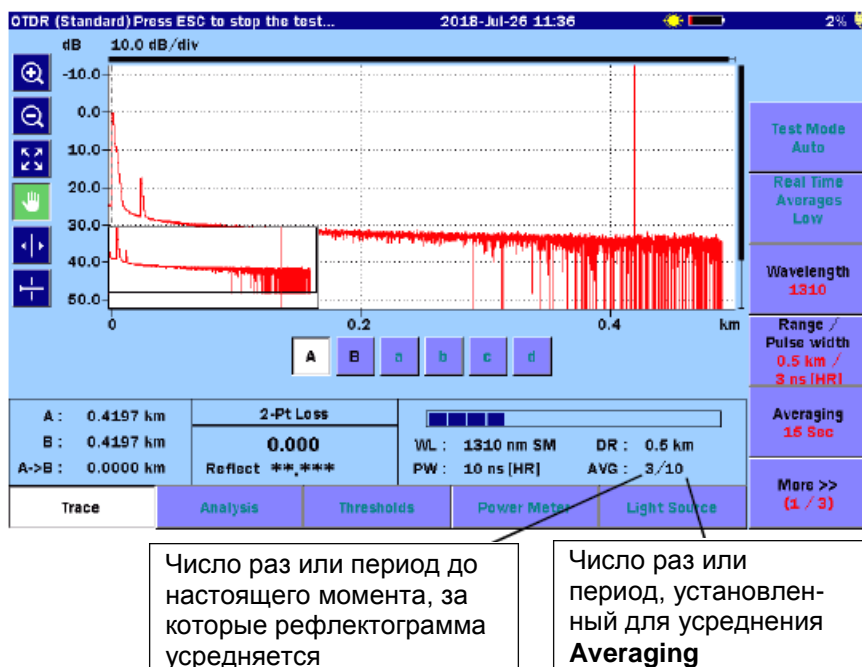 OTDR (Standard) Press ESC to stop the test... 2018-Jul-26 11:36 2%
dB 10.0 dB/div
-10.0
0.0
10.0
20.0
30.0
40.0
50.0
0 0.2 0.4 km
A B a b c d
Test Mode
Auto
Real Time
Averages
Low
Wavelength
1310
Range /
Pulse width
0.5 km /
3 ns [HR]
Averaging
15 Sec
More >>
(1 / 3)
A : 0.4197 km
B : 0.4197 km
A->B : 0.0000 km
2-Pt Loss
0.000
Reflect **.***
WL : 1310 nm SM DR : 0.5 km
PW : 10 ns [HR] AVG : 3/10
Trace Analysis Thresholds Power Meter Light Source
Число раз или период до
настоящего момента, за
которые рефлектограмма
усредняется
Число раз или
период, установлен-
ный для усреднения
Averaging